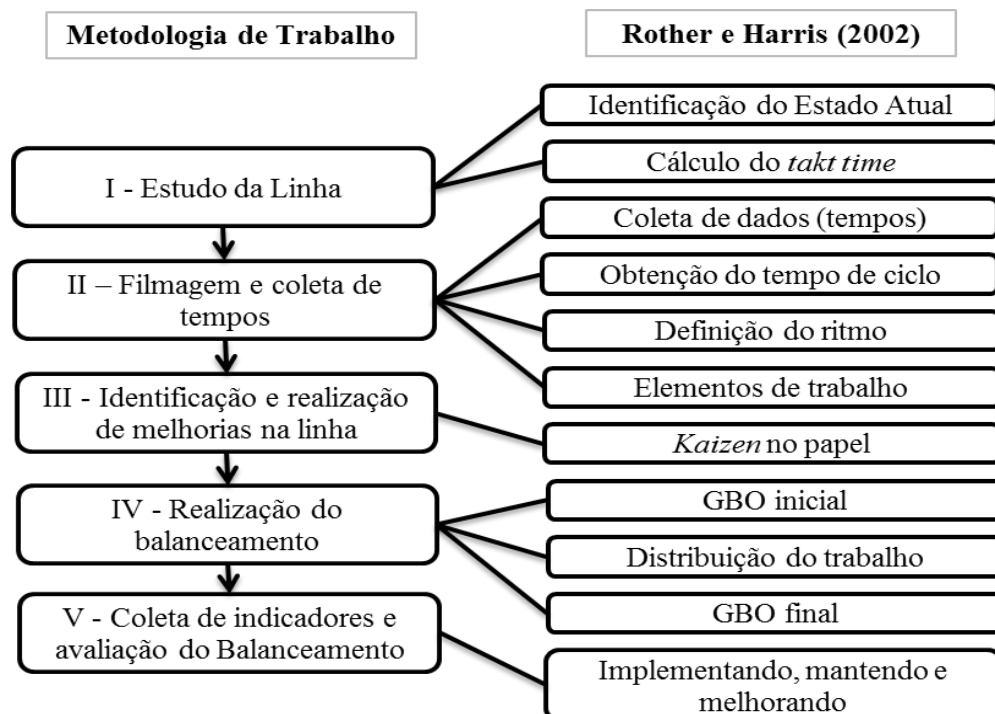 Metodologia de Trabalho
Rother e Harris (2002)
I - Estudo da Linha
II – Filmagem e coleta de
tempos
III - Identificação e realização
de melhorias na linha
IV - Realização do
balanceamento
V - Coleta de indicadores e
avaliação do Balanceamento
Identificação do Estado Atual
Cálculo do takt time
Coleta de dados (tempos)
Obtenção do tempo de ciclo
Definição do ritmo
Elementos de trabalho
Kaizen no papel
GBO inicial
Distribuição do trabalho
GBO final
Implementando, mantendo e
melhorando